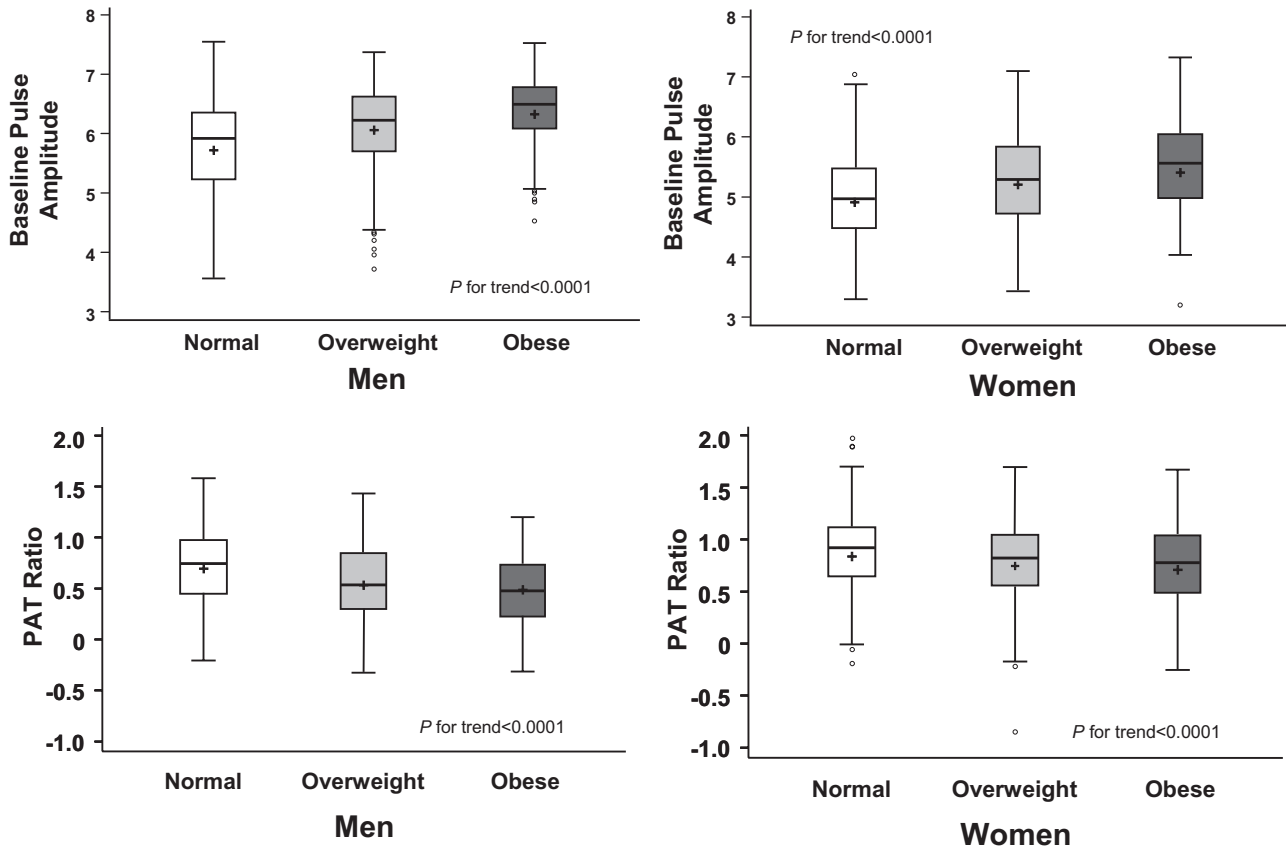 Baseline Pulse
Amplitude
8
7
6
5
4
3
P for trend<0.0001
Normal
Overweight
Obese
Men
Baseline Pulse
Amplitude
8
7
6
5
4
3
P for trend<0.0001
Normal
Overweight
Obese
Women
PAT Ratio
2.0
1.5
1.0
0.5
0
-0.5
-1.0
P for trend<0.0001
Normal
Overweight
Obese
Men
PAT Ratio
2.0
1.5
1.0
0.5
0
-0.5
-1.0
P for trend<0.0001
Normal
Overweight
Obese
Women